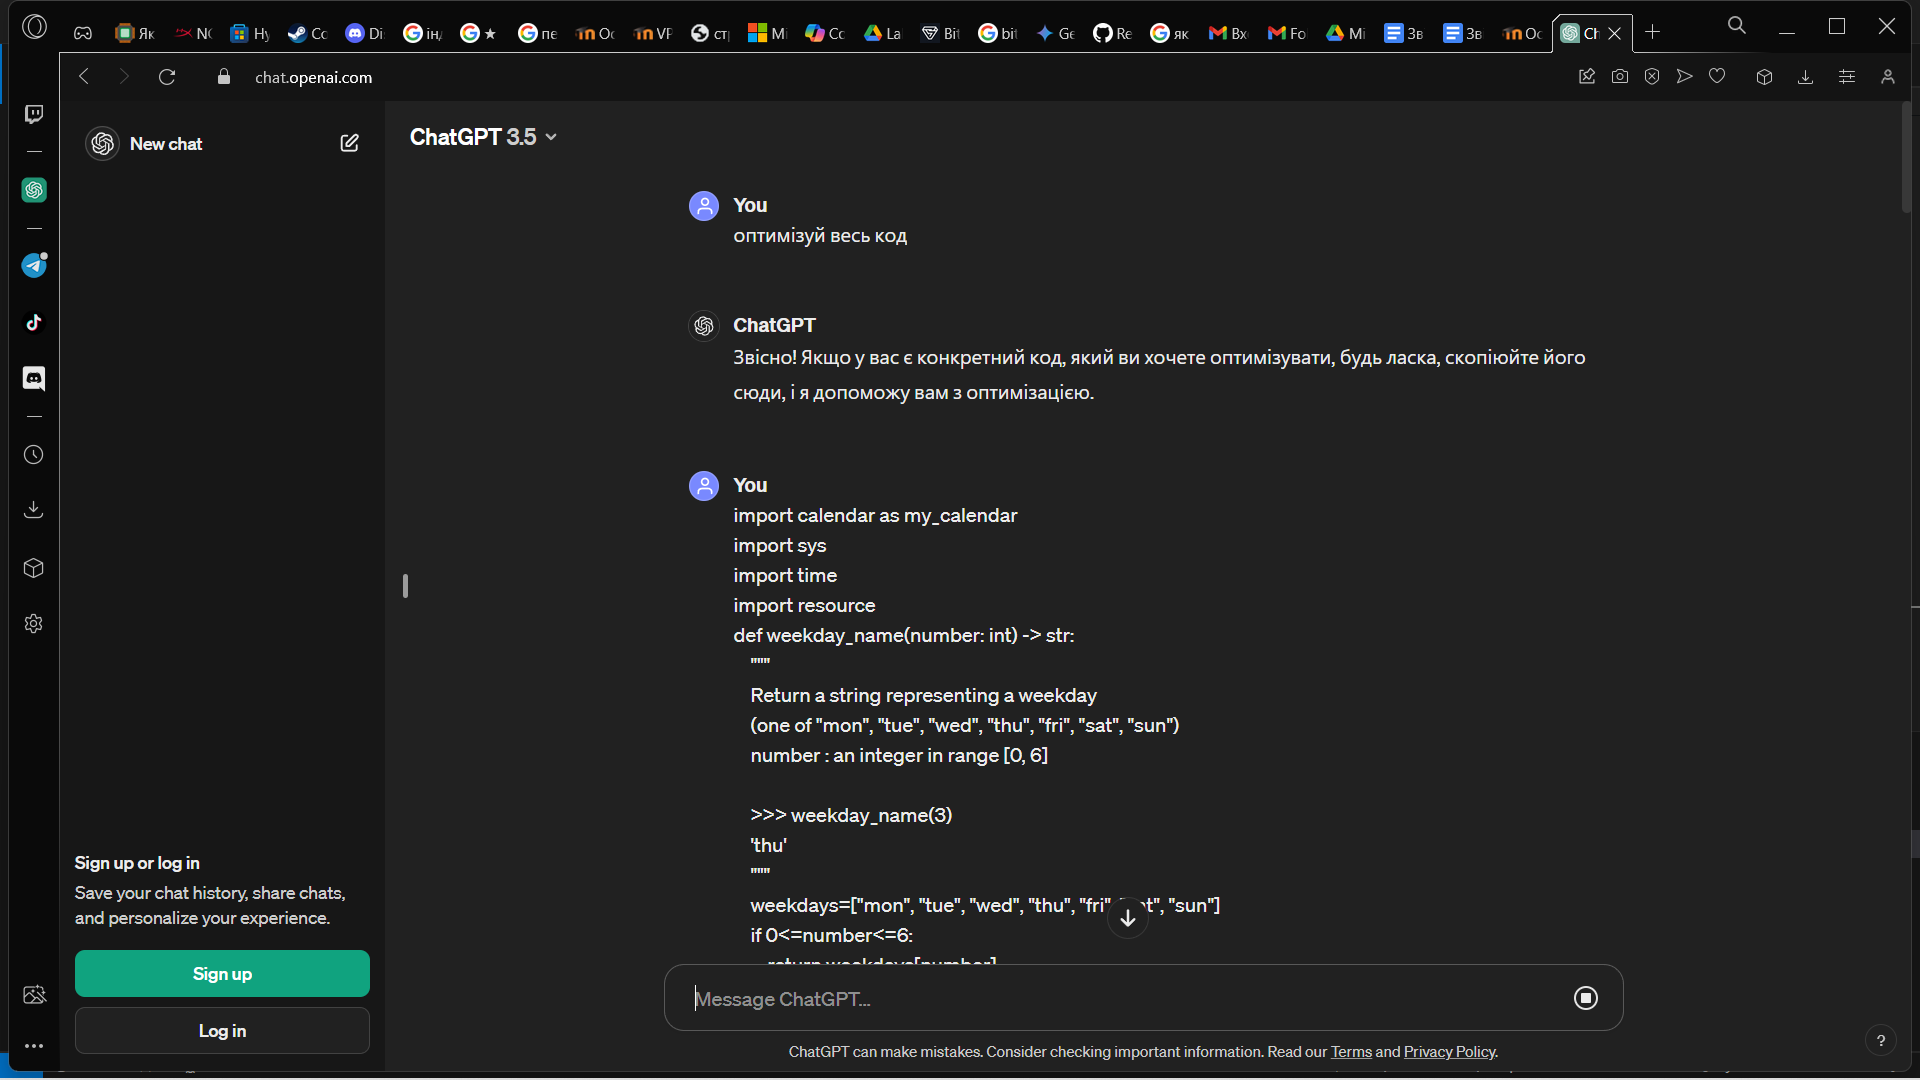 Як
NC
Ну
Сс
Di
ін,
пе
Ос
VF
ст
Mi
Cc
La
Bit
bit
Ge
Re
як
Вх
Fo
Mi
Зв
Зв
Ос
Ch
chat.openai.com
New chat
ChatGPT 3.5
You
оптимізуй весь код
ChatGPT
Звісно! Якщо у вас є конкретний код, який ви хочете оптимізувати, будь ласка, скопіюйте його
сюди, і я допоможу вам з оптимізацією.
You
import calendar as my_calendar
import sys
import time
import resource
def weekday_name(number: int) -> str:
"""
Return a string representing a weekday
(one of "mon", "tue", "wed", "thu", "fri", "sat", "sun")
number : an integer in range [0, 6]
>>> weekday_name(3)
'thu'
"""
weekdays=["mon", "tue", "wed", "thu", "fri", "sat", "sun"]
if 0<=number<=6:
return weekdays[number]
Sign up or log in
Save your chat history, share chats,
and personalize your experience.
Sign up
Log in
Message ChatGPT...
ChatGPT can make mistakes. Consider checking important information. Read our Terms and Privacy Policy.
?